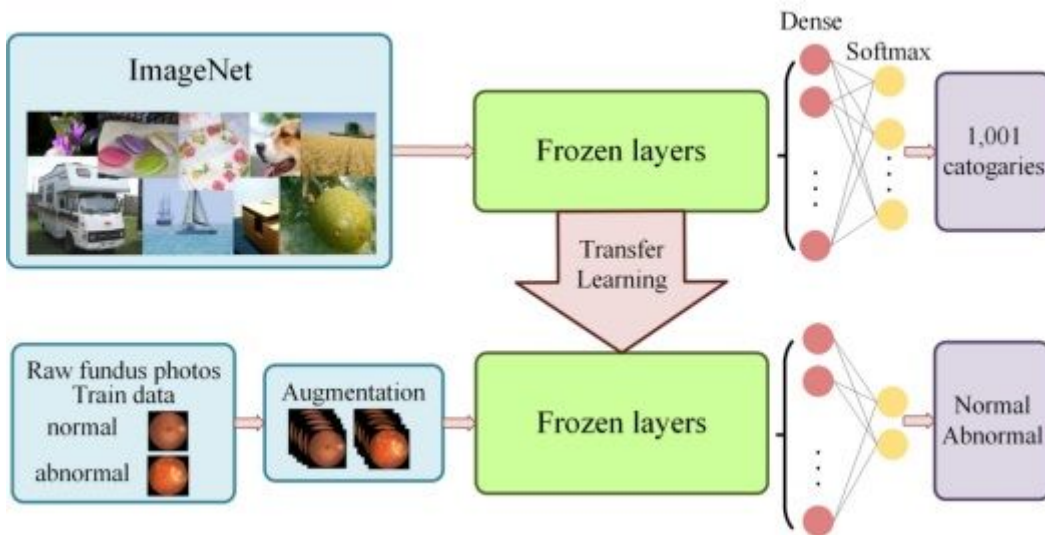 ImageNet
Frozen layers
Dense
Softmax
1,001
catogaries
Transfer
Learning
Raw fundus photos
Train data
normal
abnormal
Augmentation
Frozen layers
Normal
Abnormal